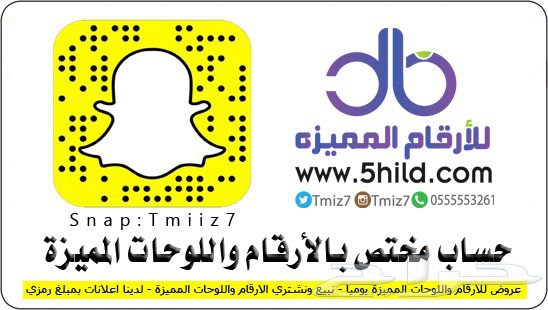 للأرقام المميزه
www.5hild.com
Tmiz7 Tmiz7 0555553261
Snap:Tmiiz7
حساب مختص بالأرقام واللوحات المميزة
عروض للأرقام واللوحات المميزة يوميا - نبيع ونشتري الارقام واللوحات المميزة - لدينا اعلانات بمبلغ رمزي
حراج